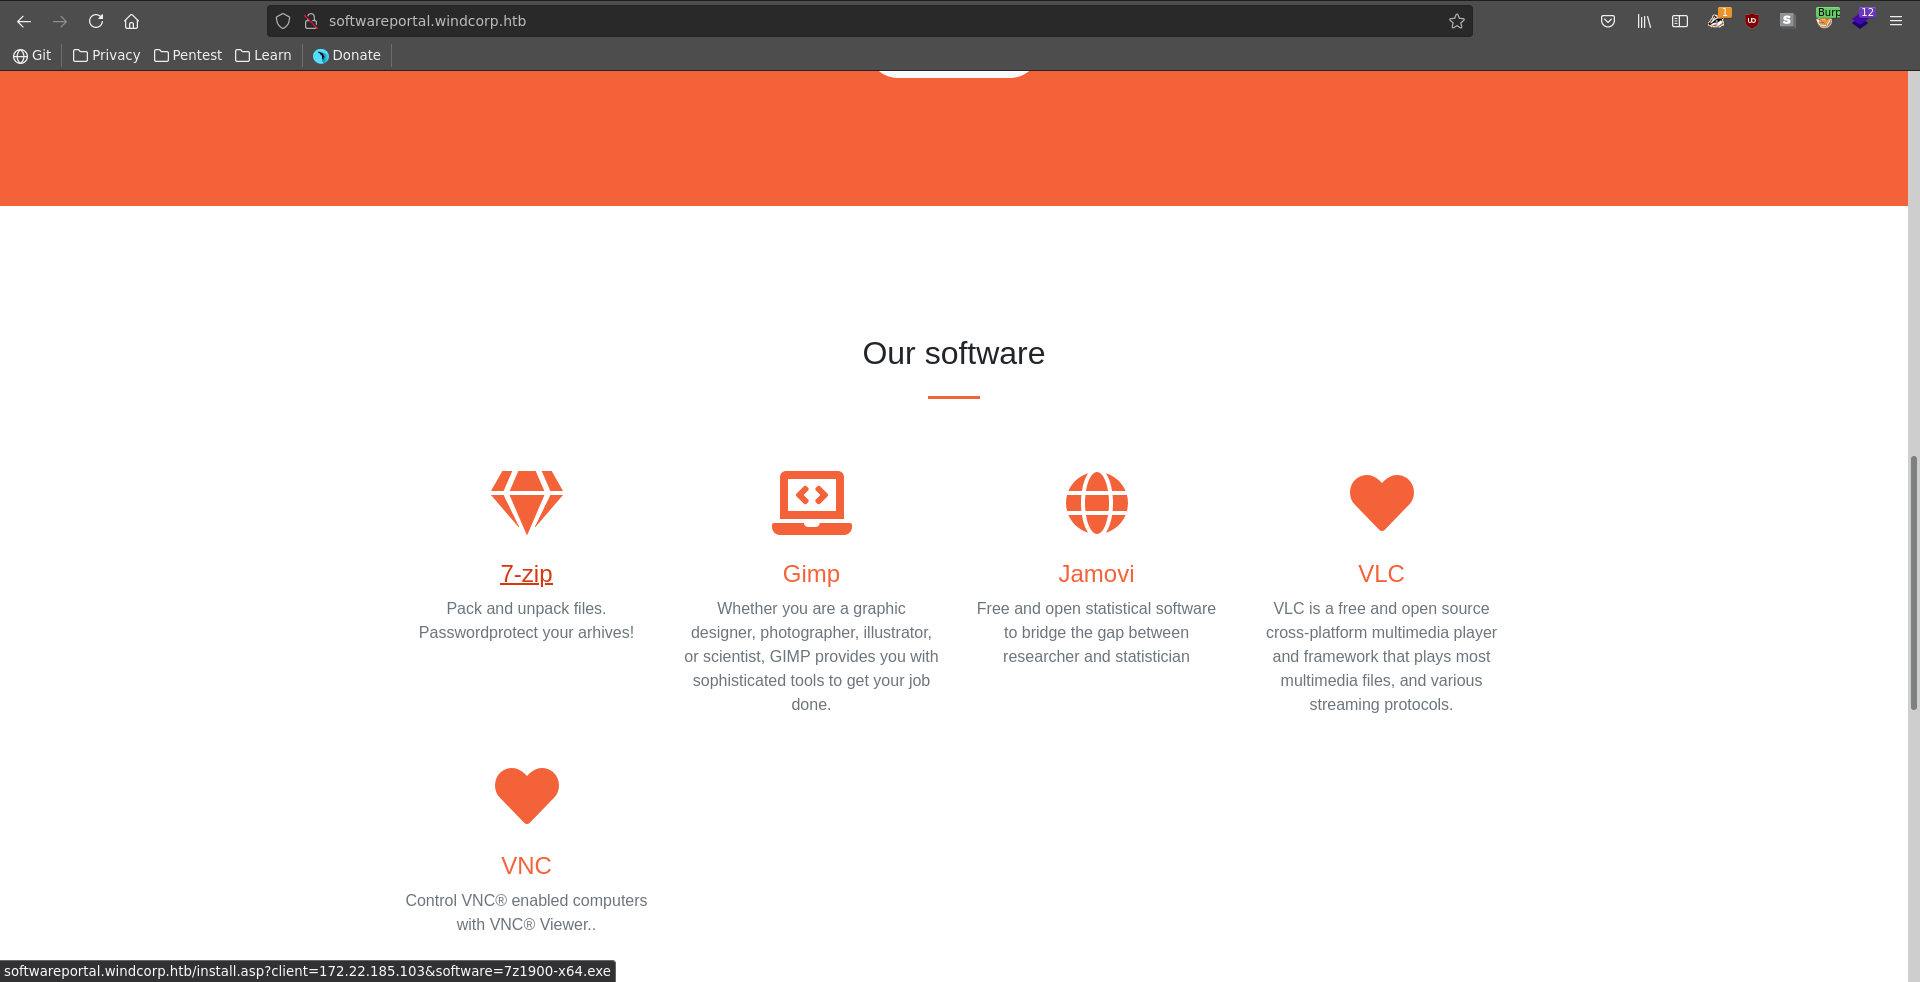 softwareportal.windcorp.htb
1
UD
S
Burp
12
Git
Privacy
Pentest
Learn
Donate
Our software
7-zip
Pack and unpack files.
Passwordprotect your arhives!
Gimp
Whether you are a graphic
designer, photographer, illustrator,
or scientist, GIMP provides you with
sophisticated tools to get your job
done.
Jamovi
Free and open statistical software
to bridge the gap between
researcher and statistician
VLC
VLC is a free and open source
cross-platform multimedia player
and framework that plays most
multimedia files, and various
streaming protocols.
VNC
Control VNC® enabled computers
with VNC® Viewer..
softwareportal.windcorp.htb/install.asp?client=172.22.185.103&software=7z1900-x64.exe